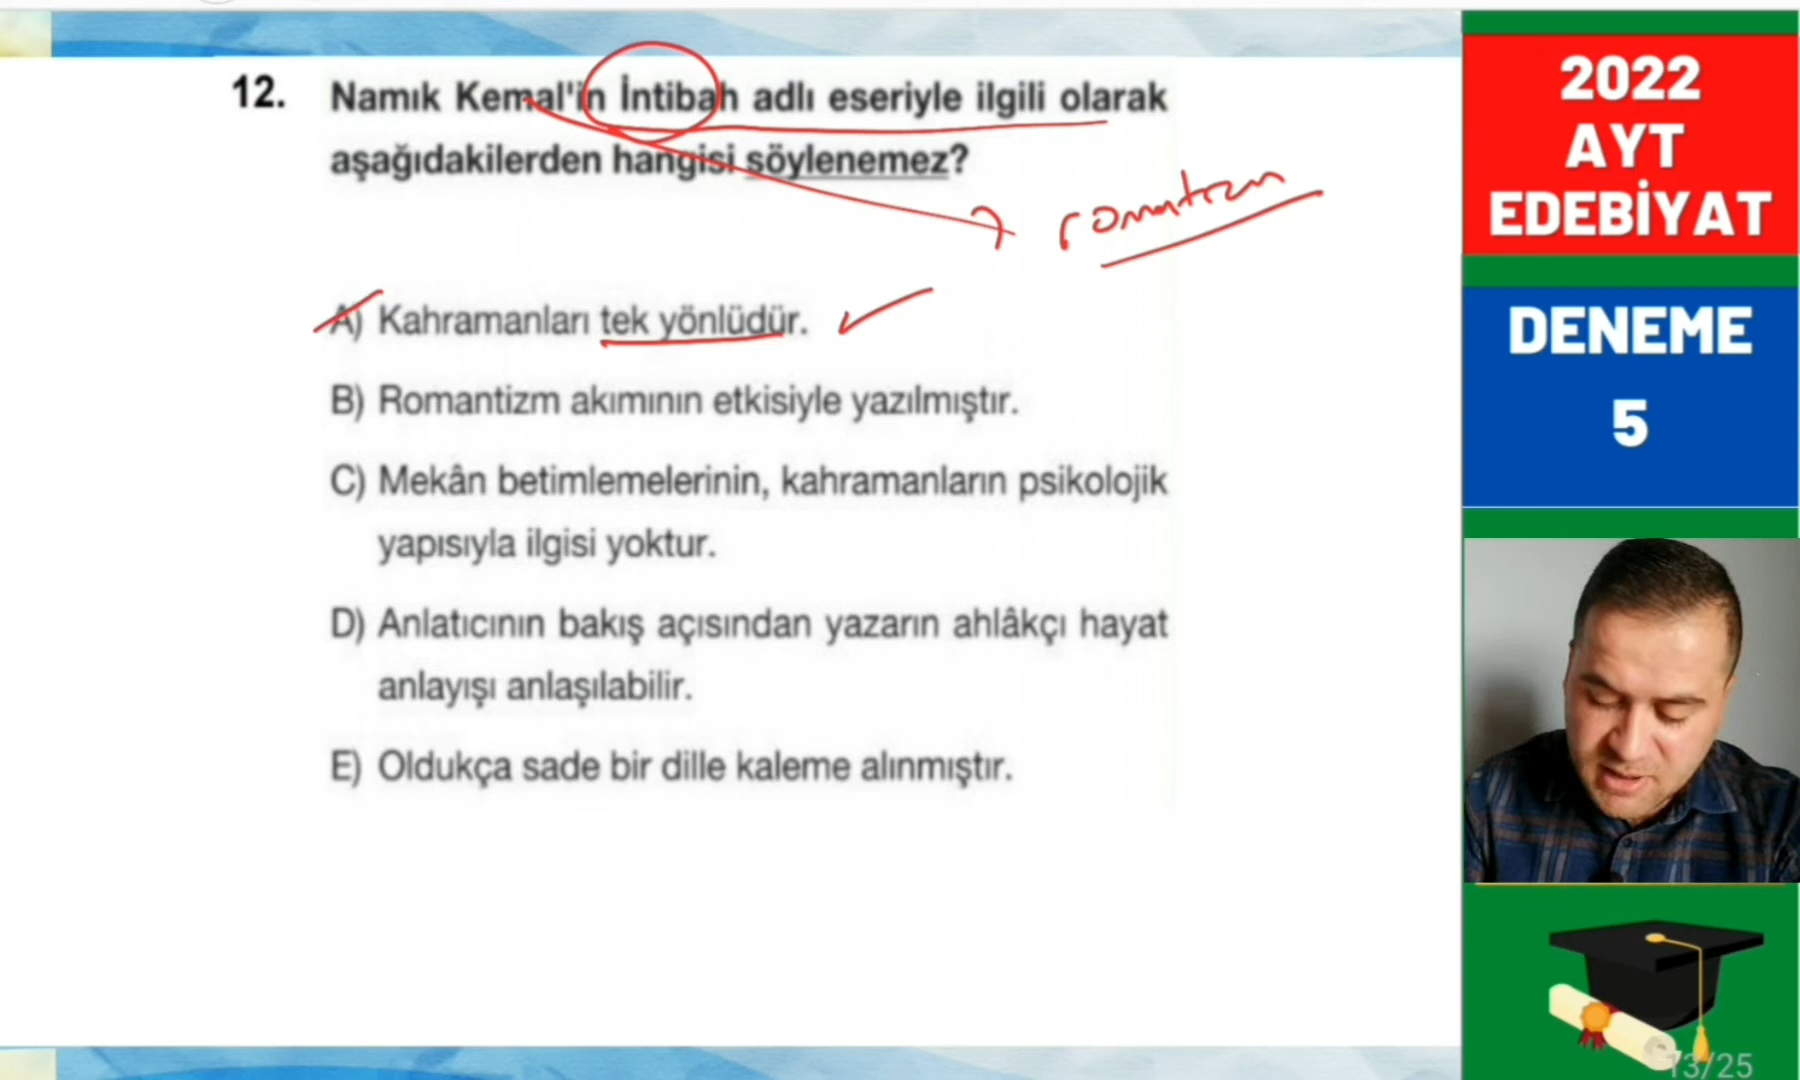 12. Namık Kemal'in İntibah adlı eseriyle ilgili olarak
aşağıdakilerden hangisi söylenemez?
romatizm
A) Kahramanları tek yönlüdür.
B) Romantizm akımının etkisiyle yazılmıştır.
C) Mekân betimlemelerinin, kahramanların psikolojik
yapısıyla ilgisi yoktur.
D) Anlatıcının bakış açısından yazarın ahlâkçı hayat
anlayışı anlaşılabilir.
E) Oldukça sade bir dille kaleme alınmıştır.
2022
AYT
EDEBİYAT
DENEME
5
13/25